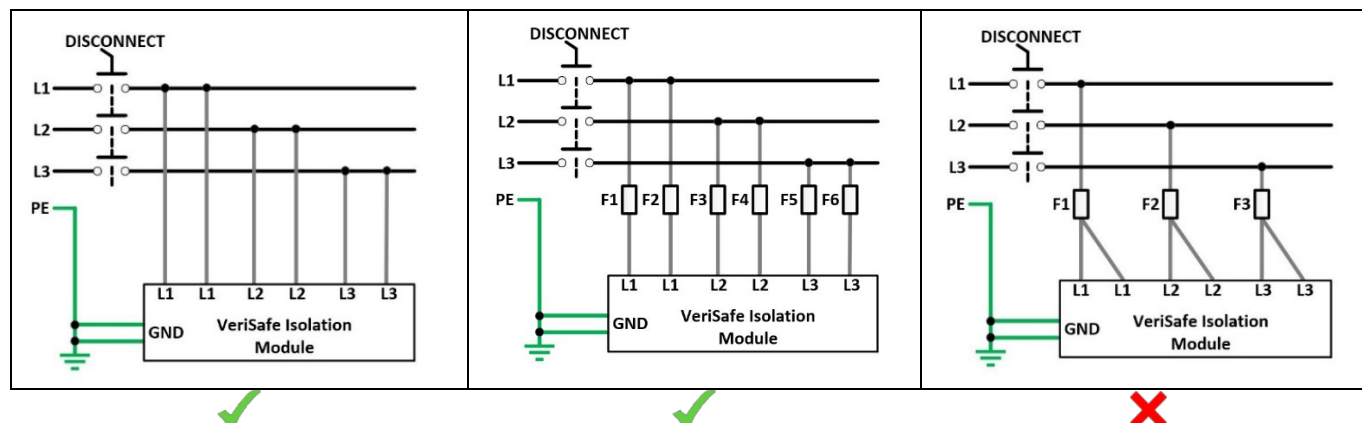 DISCONNECT
L1
L2
L3
PE
L1 L1 L2 L2 L3 L3
GND
VeriSafe Isolation
Module
DISCONNECT
L1
L2
L3
F1 F2 F3 F4 F5 F6
PE
L1 L1 L2 L2 L3 L3
GND
VeriSafe Isolation
Module
DISCONNECT
L1
L2
L3
PE F1 F2 F3
L1 L1 L2 L2 L3 L3
GND
VeriSafe Isolation
Module